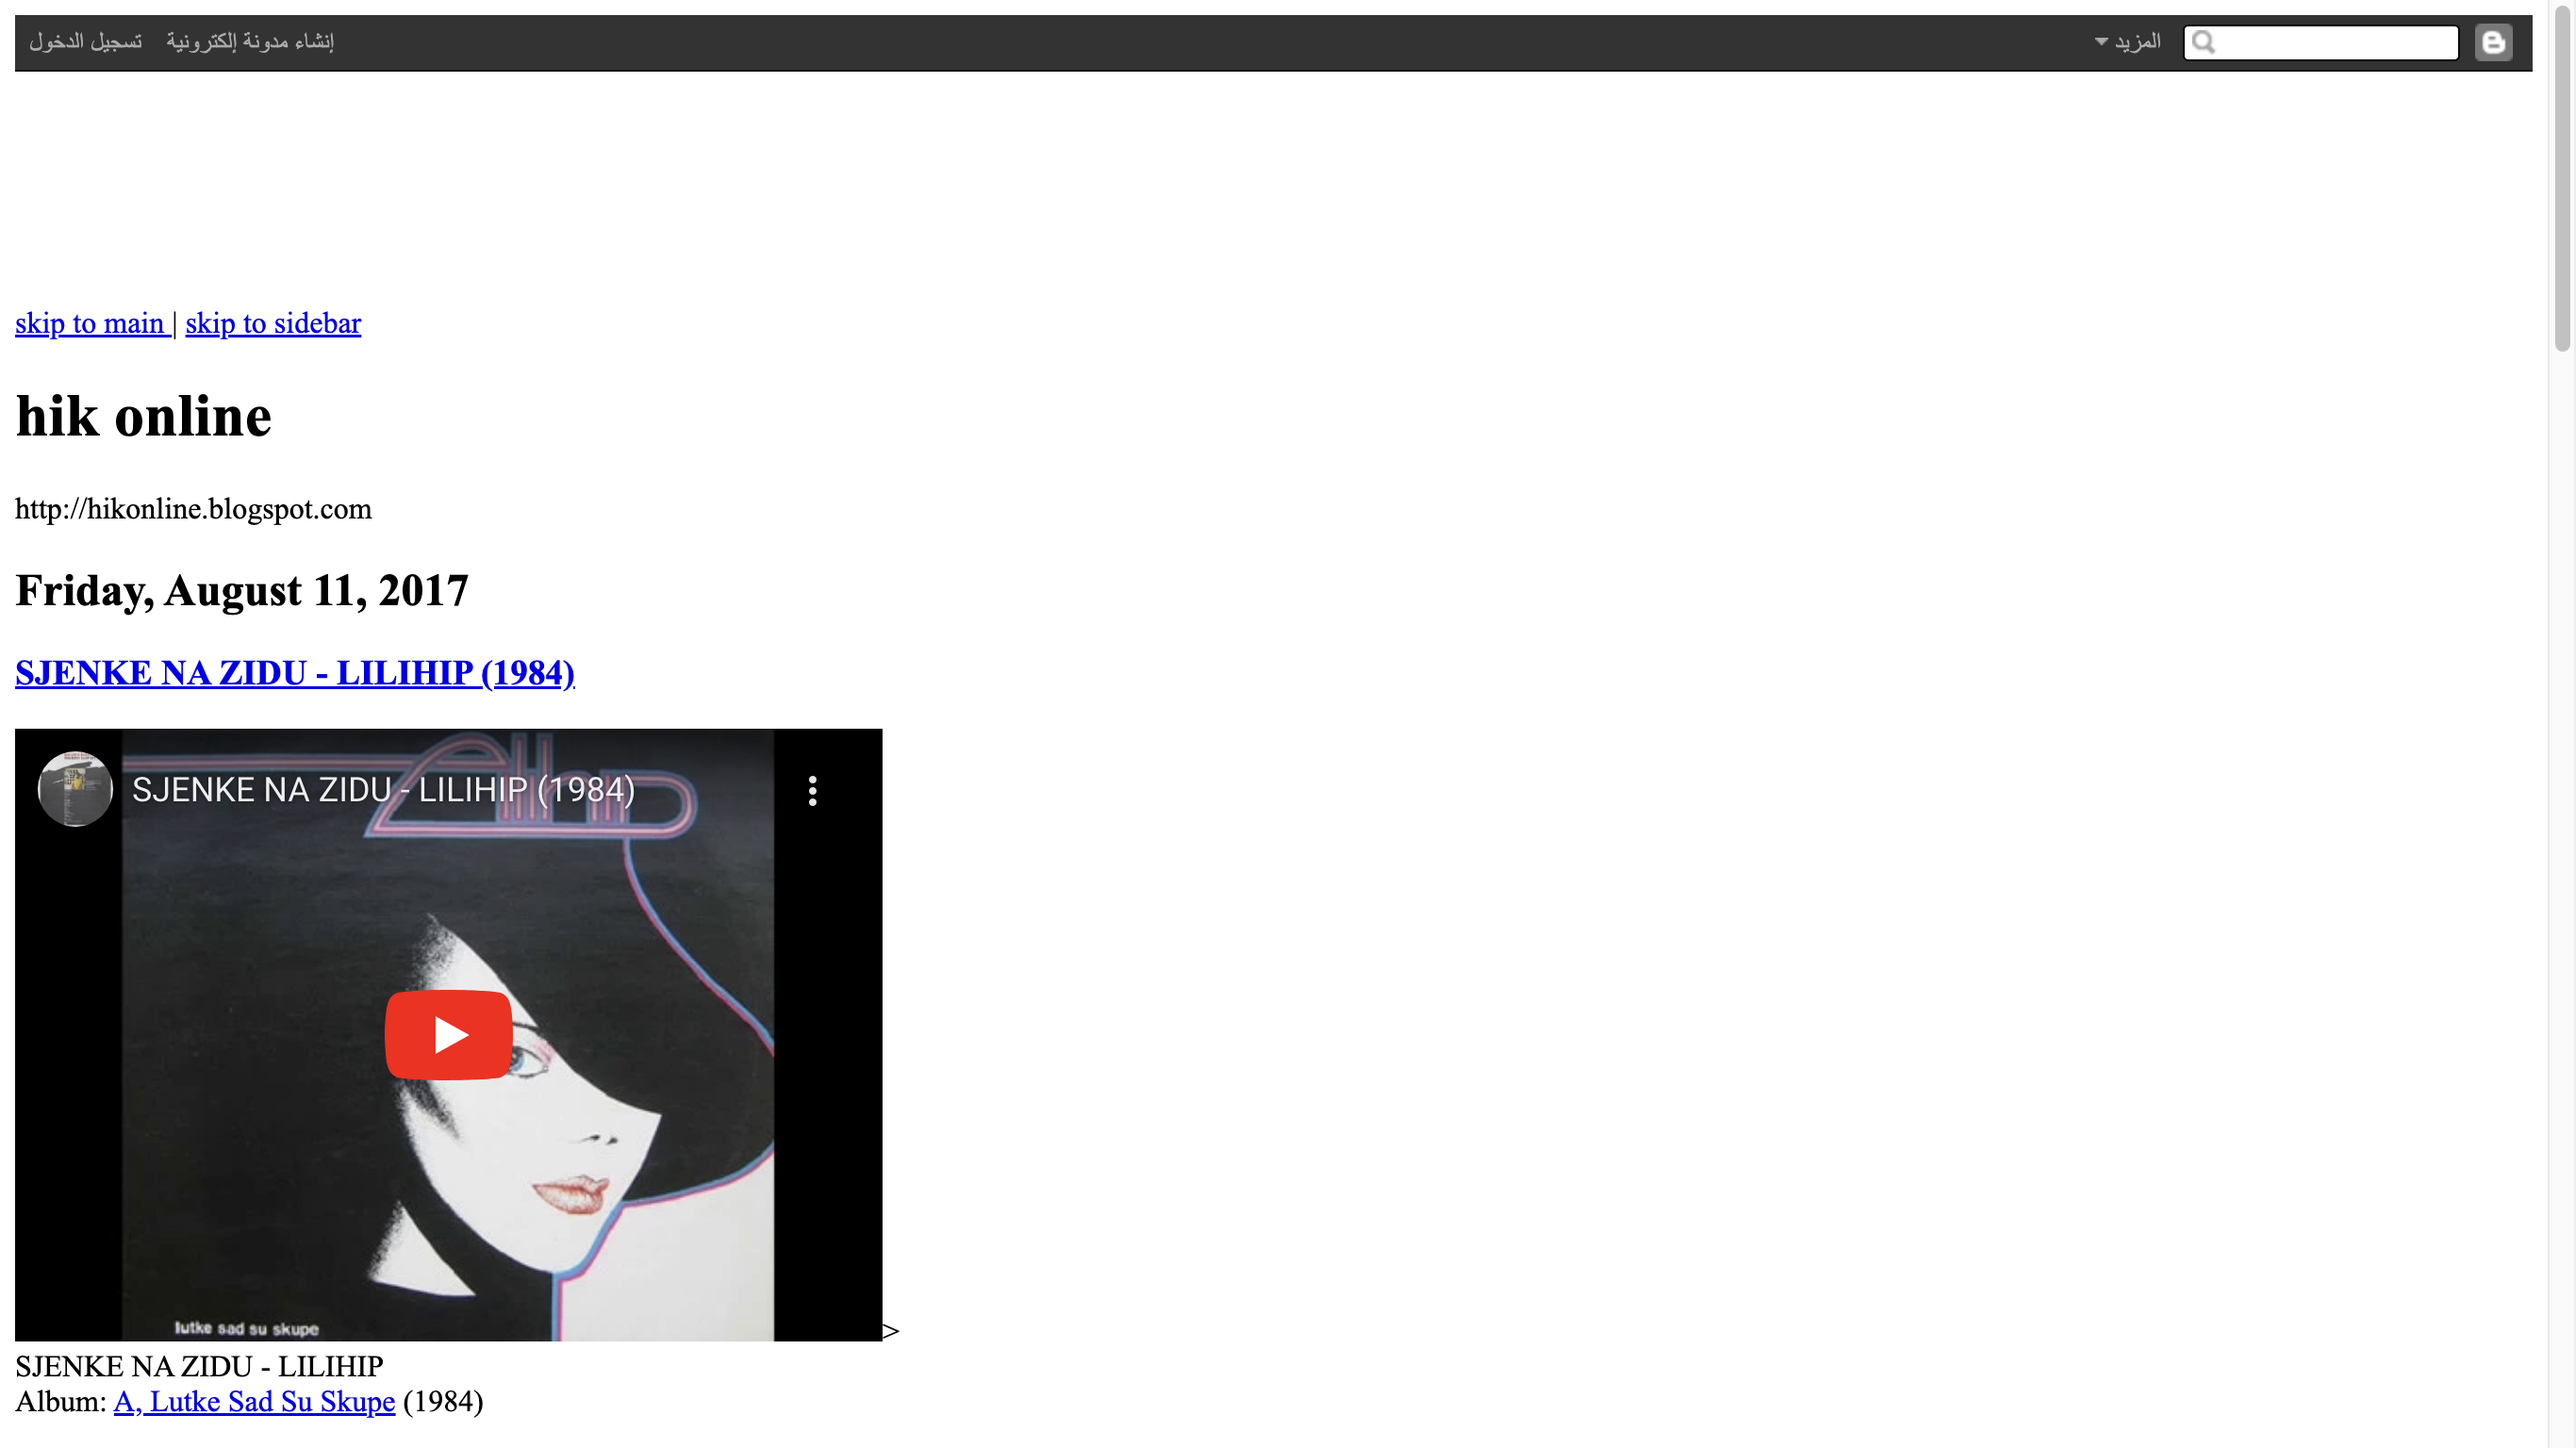 تسجيل الدخول إنشاء مدونة إلكترونية المزيد
skip to main | skip to sidebar
hik online
http://hikonline.blogspot.com
Friday, August 11, 2017
SJENKE NA ZIDU - LILIHIP (1984)
Lilihip
SJENKE NA ZIDU - LILIHIP (1984)
lutke sad su skupe
>
SJENKE NA ZIDU - LILIHIP
Album: A, Lutke Sad Su Skupe (1984)